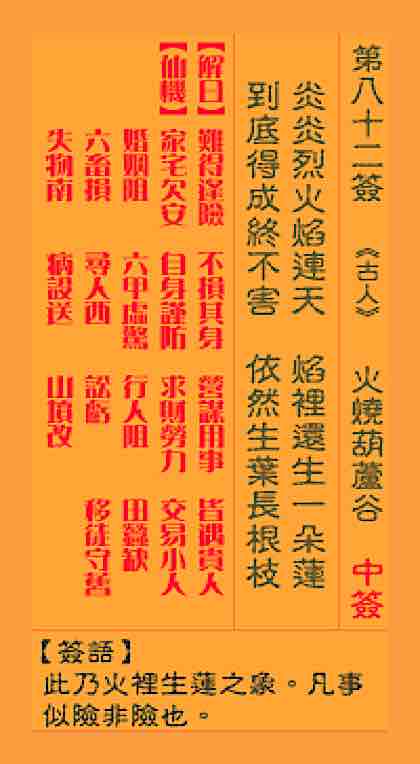 第八十二簽 《古人》 火燒葫蘆谷 中簽
炎炎烈火焰連天 焰裡還生一朵蓮
到底得成終不害 依然生葉長根枝
【解曰】 難得逢險 不損其身 營謀用事 皆遇貴人
【仙機】 家宅欠安 自身謹防 求財勞力 交易小人
婚姻阻 六甲虛驚 行人阻 田蠶缺
六畜損 尋人西 訟虧 移徒守舊
失物南 病設送 山墳改
【簽語】
此乃火裡生蓮之象。凡事
似險非險也。